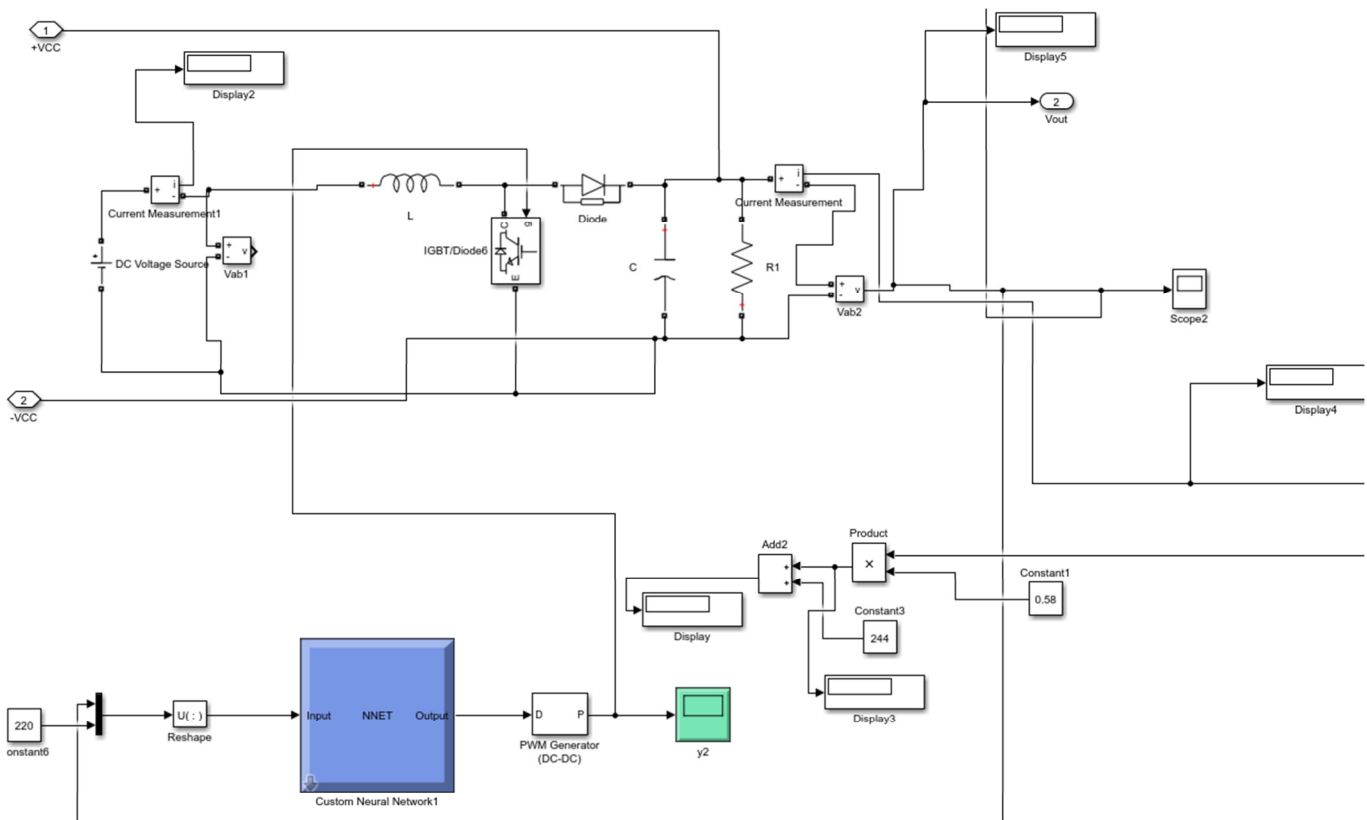 1
+VCC
Display2
Display5
2
Vout
+
i
-
Current Measurement1
L
Diode
+
i
-
Current Measurement
+
DC Voltage Source
+
-
v
Vab1
C
g
E
IGBT/Diode6
C
R1
+
-
v
Vab2
Scope2
2
-VCC
Display4
Product
×
Add2
+
+
Constant1
0.58
Display
Constant3
244
Display3
220
onstant6
U( : )
Reshape
Input
NNET
Output
Custom Neural Network1
D
P
PWM Generator
(DC-DC)
y2